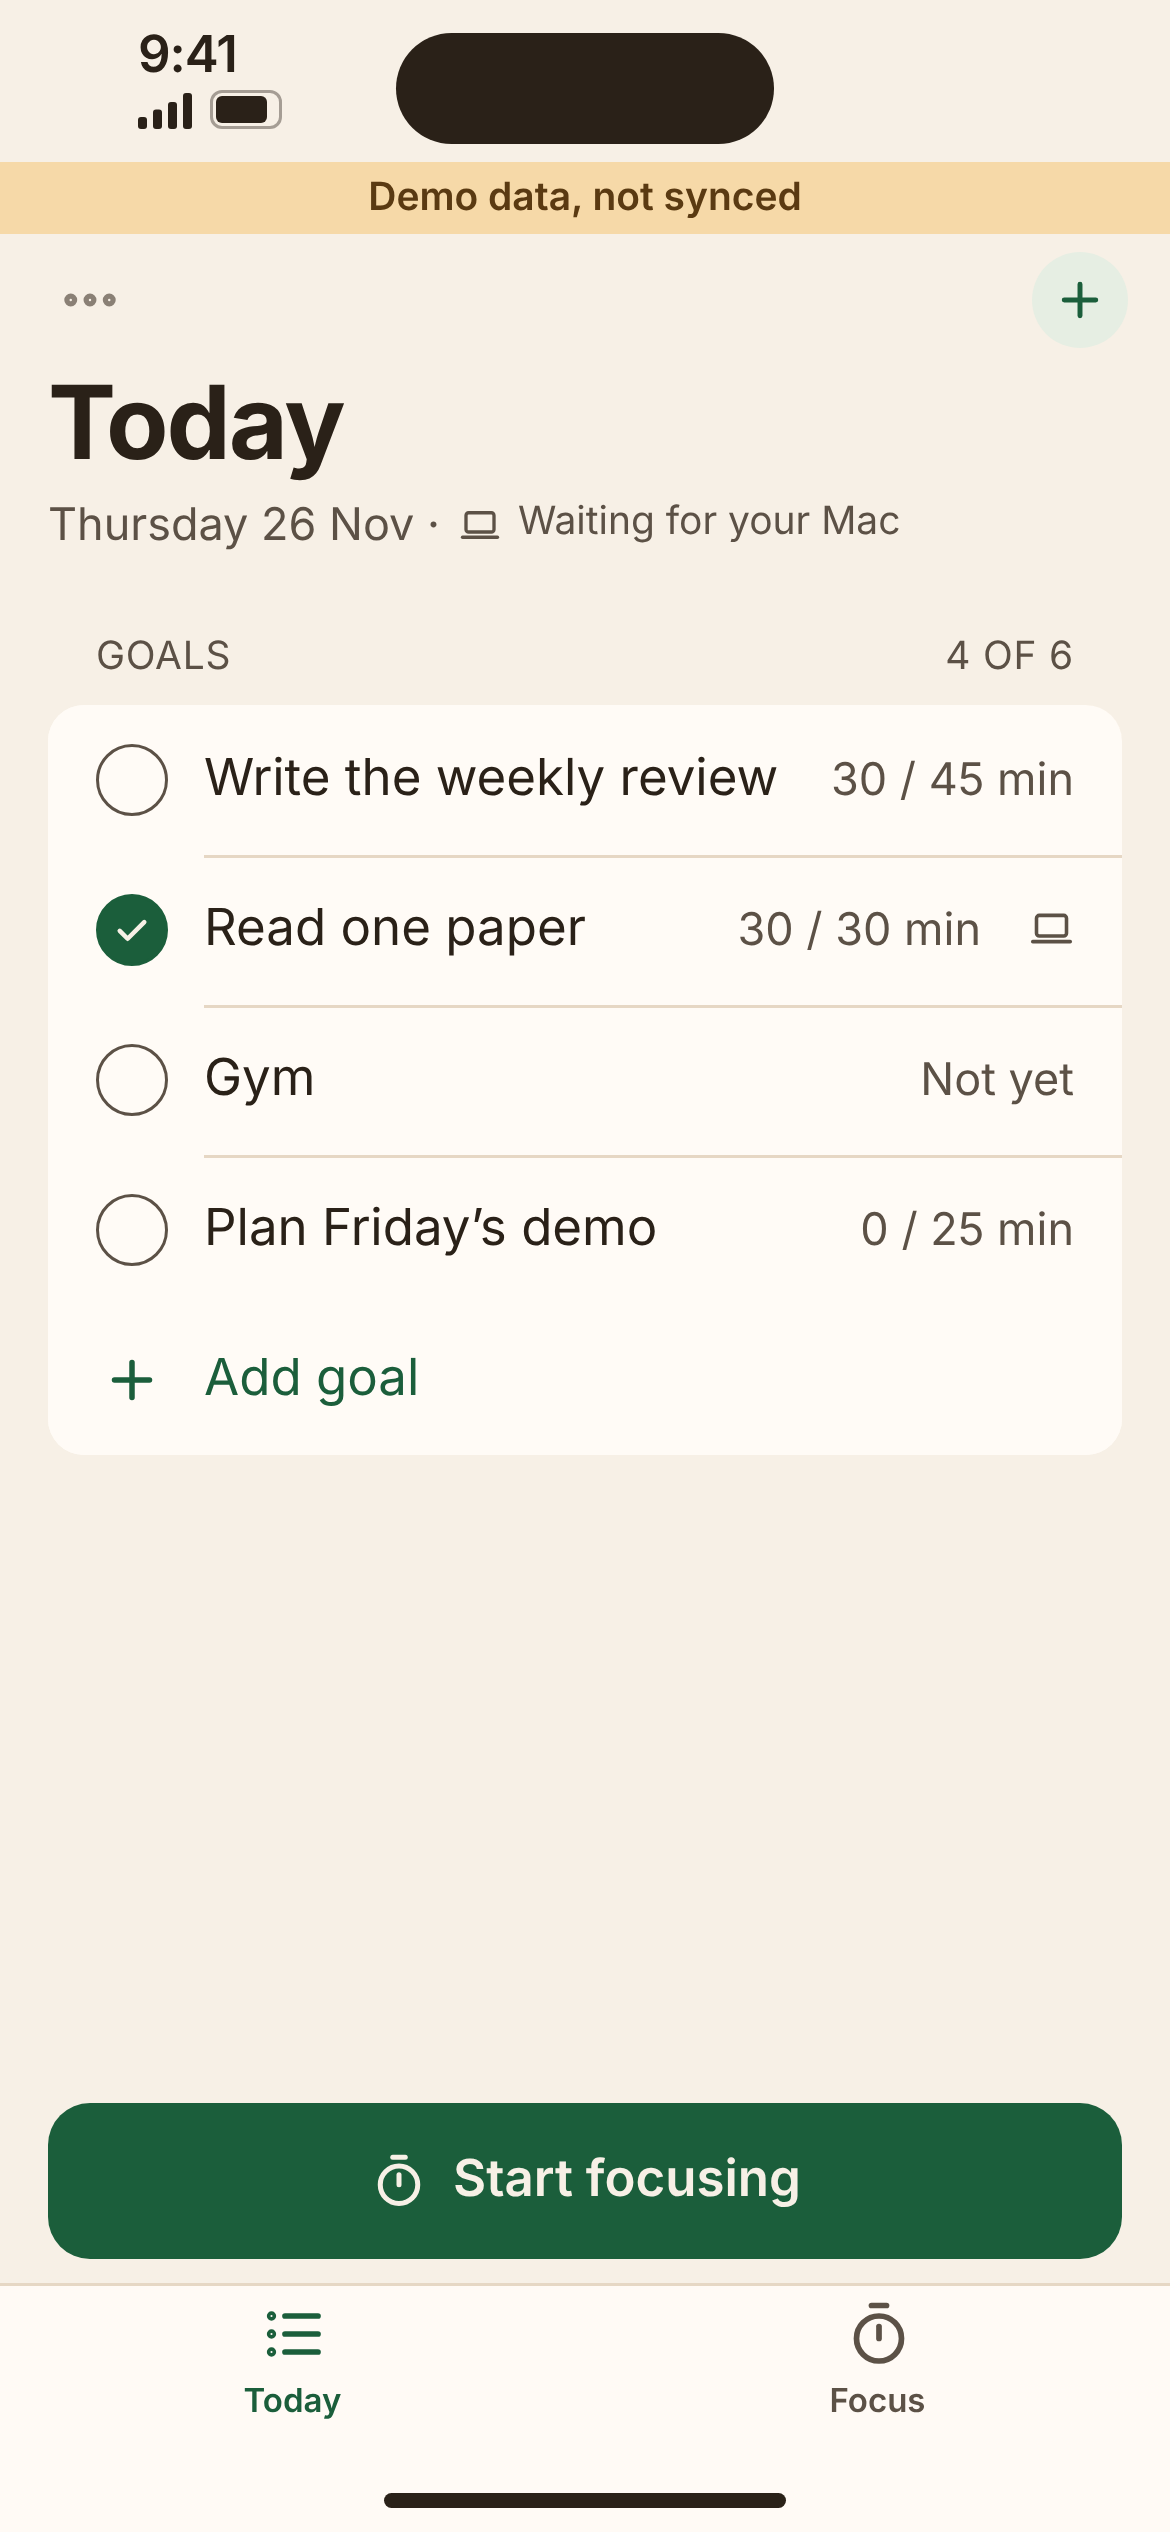 9:41
Demo data, not synced
Today
Thursday 26 Nov · Waiting for your Mac
GOALS 4 OF 6
Write the weekly review 30 / 45 min
Read one paper 30 / 30 min
Gym Not yet
Plan Friday’s demo 0 / 25 min
Add goal
Start focusing
Today Focus